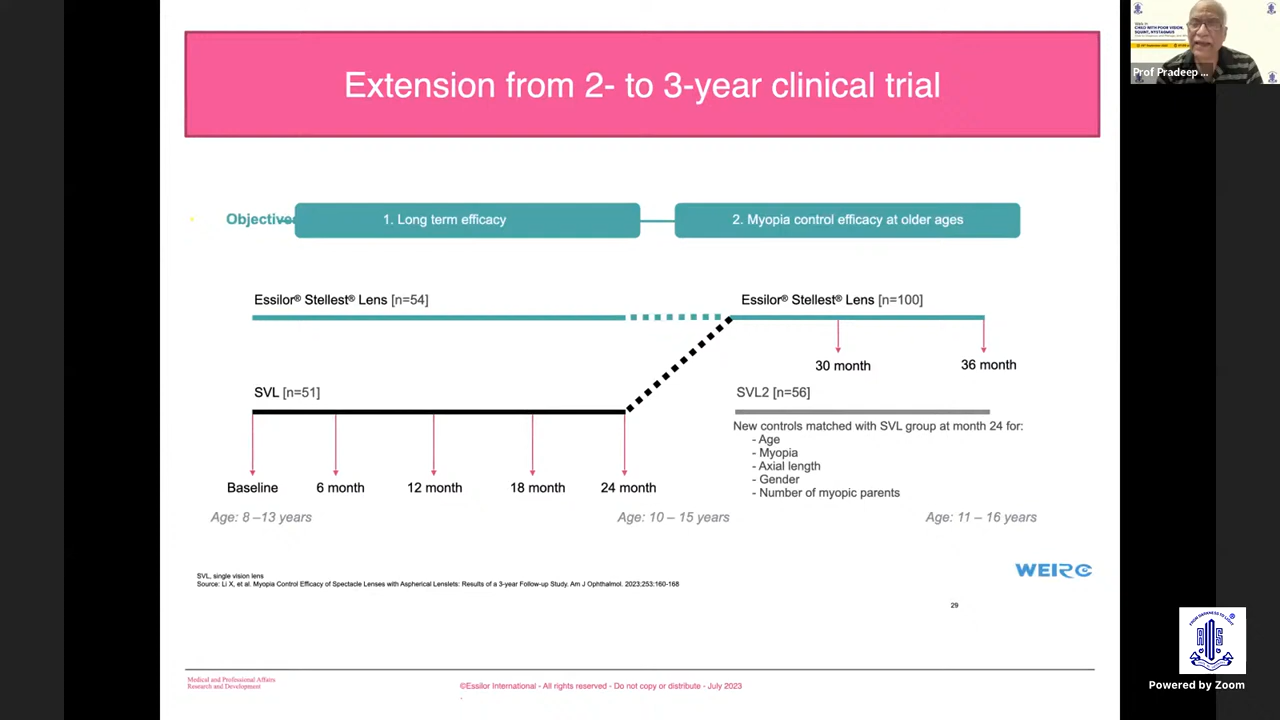 Extension from 2- to 3-year clinical trial
Prof Pradeep ...
CHILD WITH POOR VISION,
SQUINT, NYSTAGMUS
Objective
1. Long term efficacy
2. Myopia control efficacy at older ages
Essilor® Stellest® Lens [n=54]
Essilor® Stellest® Lens [n=100]
30 month
36 month
SVL [n=51]
SVL2 [n=56]
New controls matched with SVL group at month 24 for:
- Age
- Myopia
- Axial length
- Gender
- Number of myopic parents
Baseline
6 month
12 month
18 month
24 month
Age: 8 –13 years
Age: 10 – 15 years
Age: 11 – 16 years
SVL, single vision lens
Source: Li X, et al. Myopia Control Efficacy of Spectacle Lenses with Aspherical Lenslets: Results of a 3-year Follow-up Study. Am J Ophthalmol. 2023;253:160-168
WEIRC
29
Medical and Professional Affairs
Research and Development
©Essilor International - All rights reserved - Do not copy or distribute - July 2023
Powered by Zoom